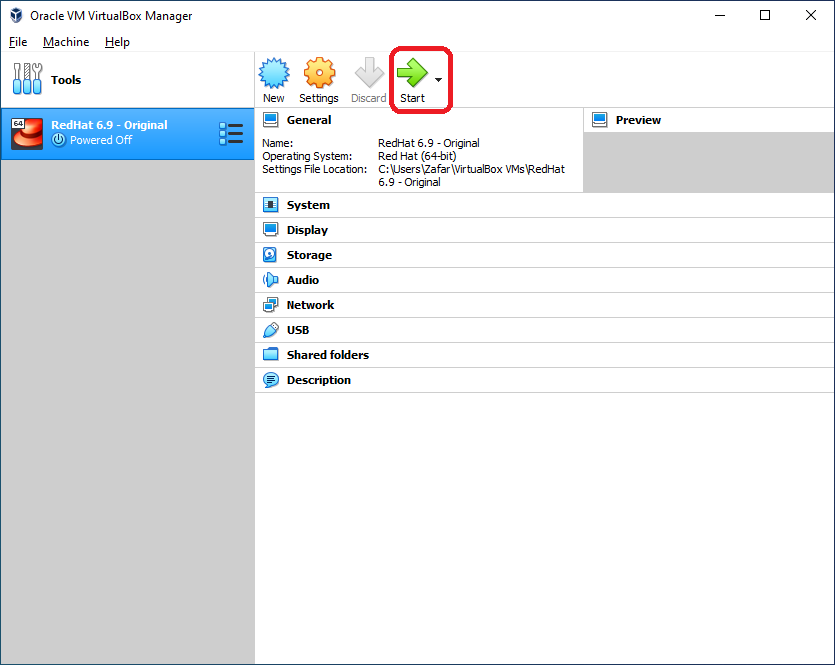 Oracle VM VirtualBox Manager
File Machine Help
Tools
New Settings Discard Start
64
RedHat 6.9 - Original
Powered Off
General
Name: RedHat 6.9 - Original
Operating System: Red Hat (64-bit)
Settings File Location: C:\Users\Zafar\VirtualBox VMs\RedHat
6.9 - Original
Preview
System
Display
Storage
Audio
Network
USB
Shared folders
Description